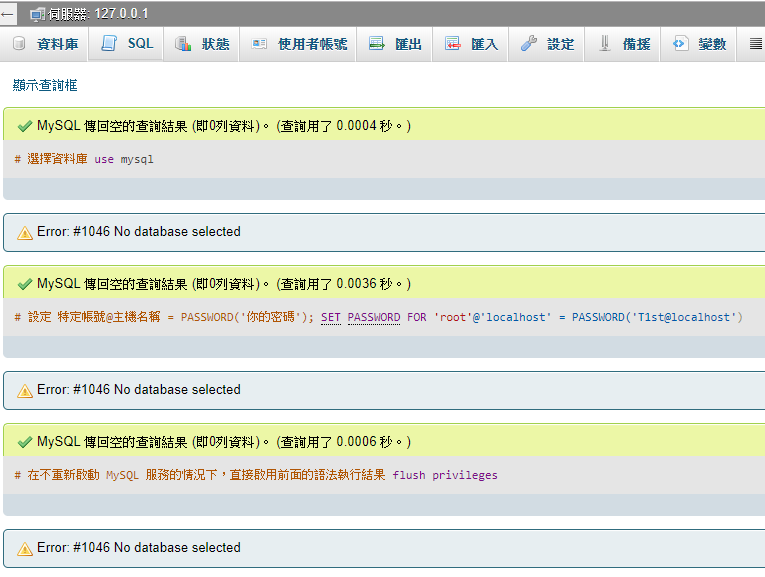 伺服器: 127.0.0.1
資料庫 SQL 狀態 使用者帳號 匯出 匯入 設定 備援 變數
顯示查詢框
MySQL 傳回空的查詢結果 (即0列資料)。 (查詢用了 0.0004 秒。)
# 選擇資料庫 use mysql
Error: #1046 No database selected
MySQL 傳回空的查詢結果 (即0列資料)。 (查詢用了 0.0036 秒。)
# 設定 特定帳號@主機名稱 = PASSWORD('你的密碼'); SET PASSWORD FOR 'root'@'localhost' = PASSWORD('T1st@localhost')
Error: #1046 No database selected
MySQL 傳回空的查詢結果 (即0列資料)。 (查詢用了 0.0006 秒。)
# 在不重新啟動 MySQL 服務的情況下，直接啟用前面的語法執行結果 flush privileges
Error: #1046 No database selected